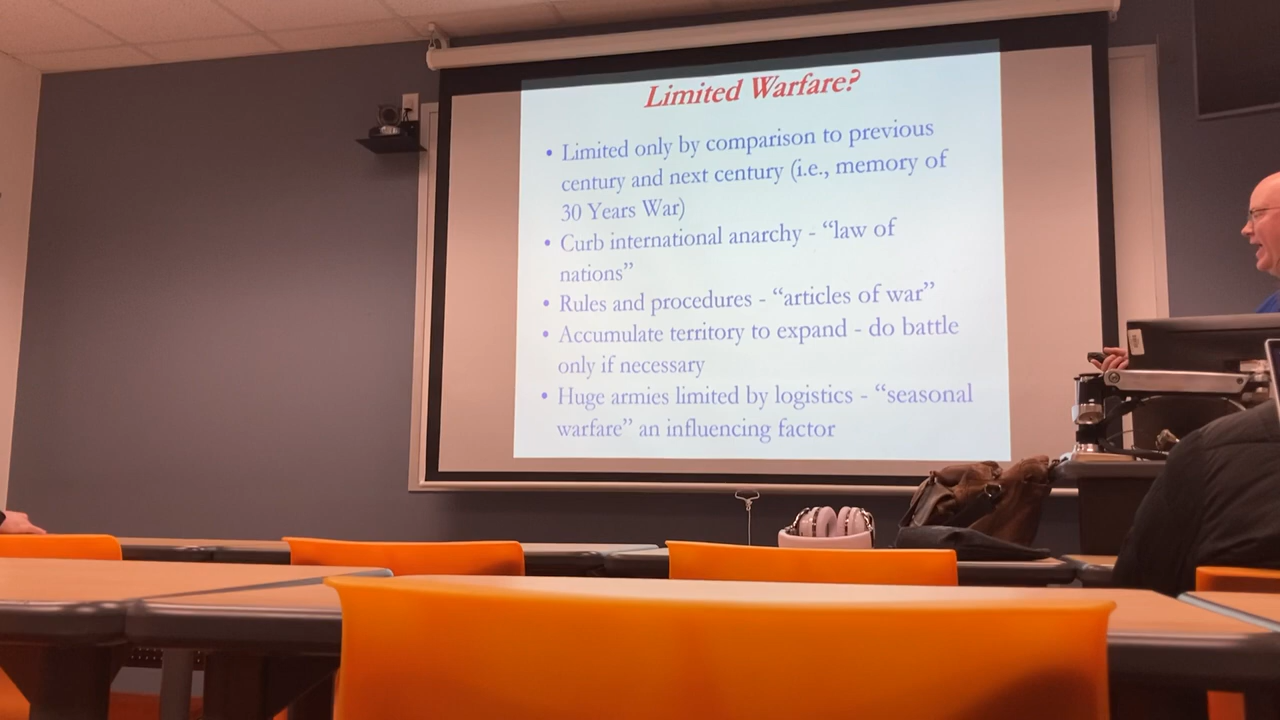 Limited Warfare?
• Limited only by comparison to previous
century and next century (i.e., memory of
30 Years War)
• Curb international anarchy - “law of
nations”
• Rules and procedures - “articles of war”
• Accumulate territory to expand - do battle
only if necessary
• Huge armies limited by logistics - “seasonal
warfare” an influencing factor